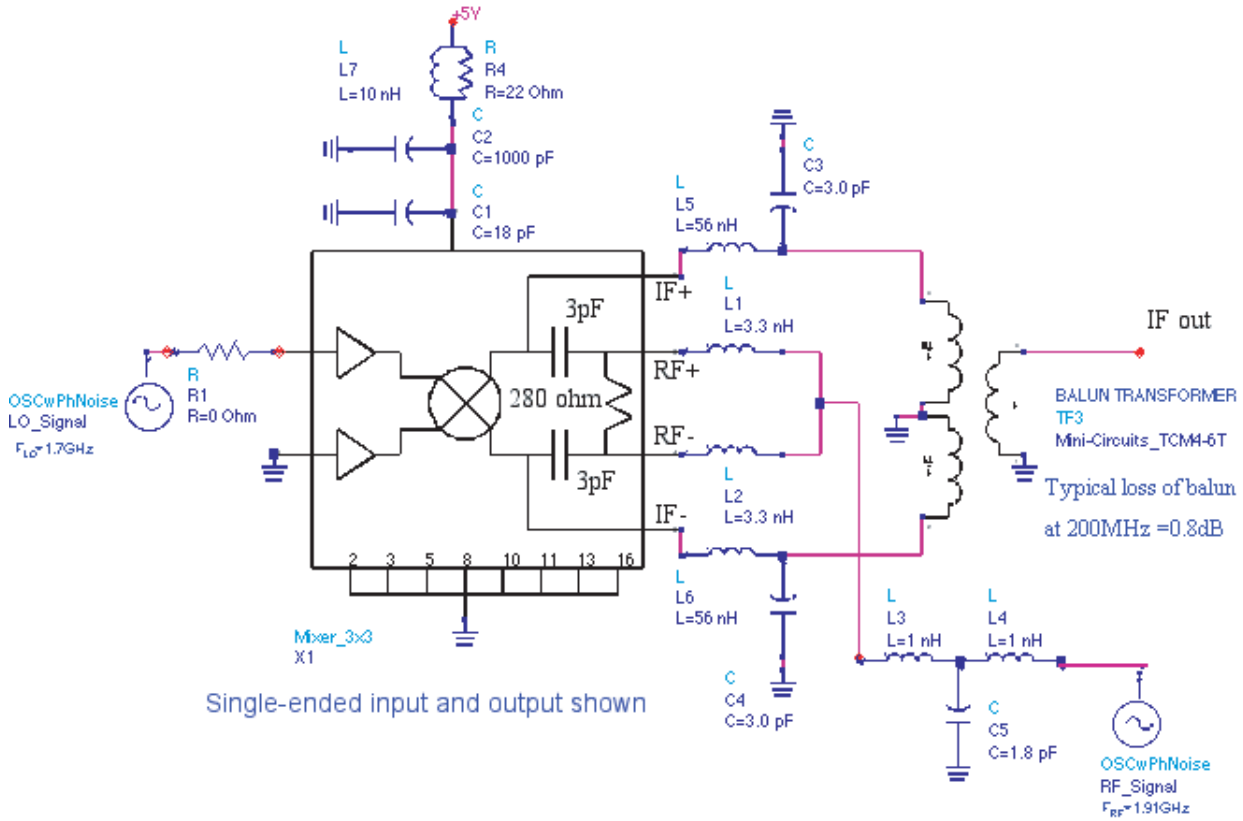 +5V
L
L7
L=10 nH
R
R4
R=22 Ohm
C
C2
C=1000 pF
C
C1
C=18 pF
C
C3
C=3.0 pF
L
L5
L=56 nH
IF+
3pF
L
L1
L=3.3 nH
RF+
280 ohm
RF-
3pF
L
L2
L=3.3 nH
IF-
L
L6
L=56 nH
OSCwPhNoise
LO_Signal
FLO=1.7GHz
R
R1
R=0 Ohm
IF out
BALUN TRANSFORMER
TF3
Mini-Circuits_TCM4-6T
Typical loss of balun
at 200MHz =0.8dB
2 3 5 8 10 11 13 16
Mixer_3x3
X1
Single-ended input and output shown
C
C4
C=3.0 pF
L
L3
L=1 nH
L
L4
L=1 nH
C
C5
C=1.8 pF
OSCwPhNoise
RF_Signal
FRF=1.91GHz